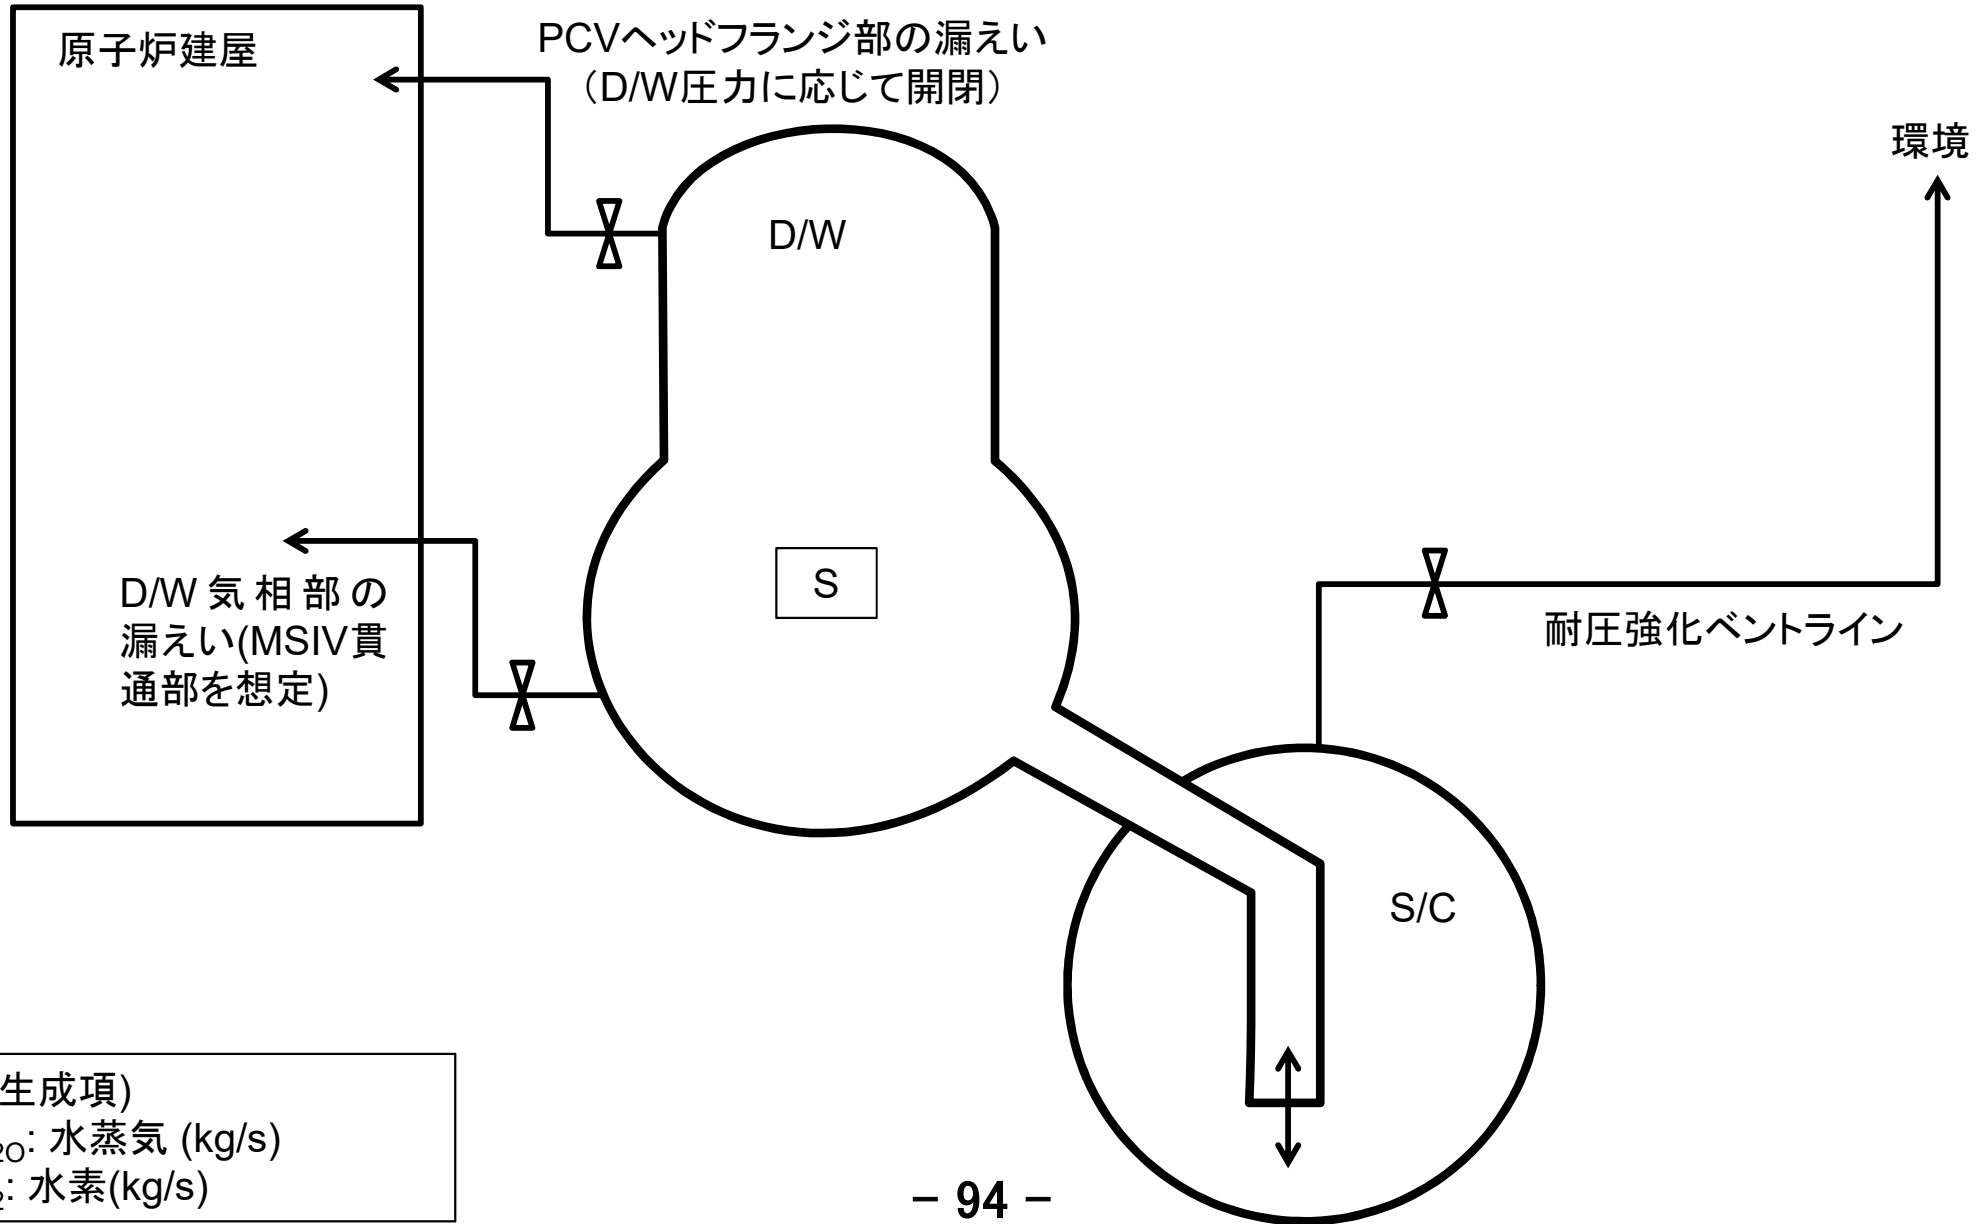 原子炉建屋
PCVヘッドフランジ部の漏えい
（D/W圧力に応じて開閉）
環境
D/W
S
D/W 気 相 部 の
漏えい(MSIV貫
通部を想定)
耐圧強化ベントライン
S/C
生成項)
2O: 水蒸気 (kg/s)
2: 水素(kg/s)
− 94 −